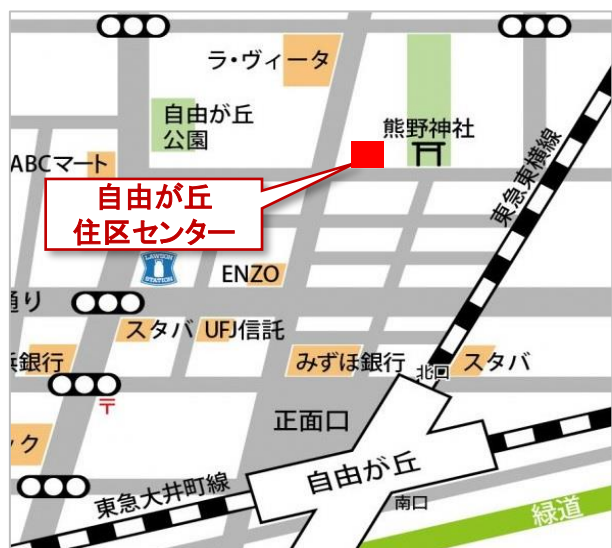 ラ・ヴィータ
自由が丘
公園
熊野神社
ABCマート
東急東横線
自由が丘
住区センター
LAWSON
STATION
ENZO
通り
スタバ
UFJ信託
浜銀行
みずほ銀行
北口
スタバ
〒
正面口
ック
自由が丘
東急大井町線
南口
緑道